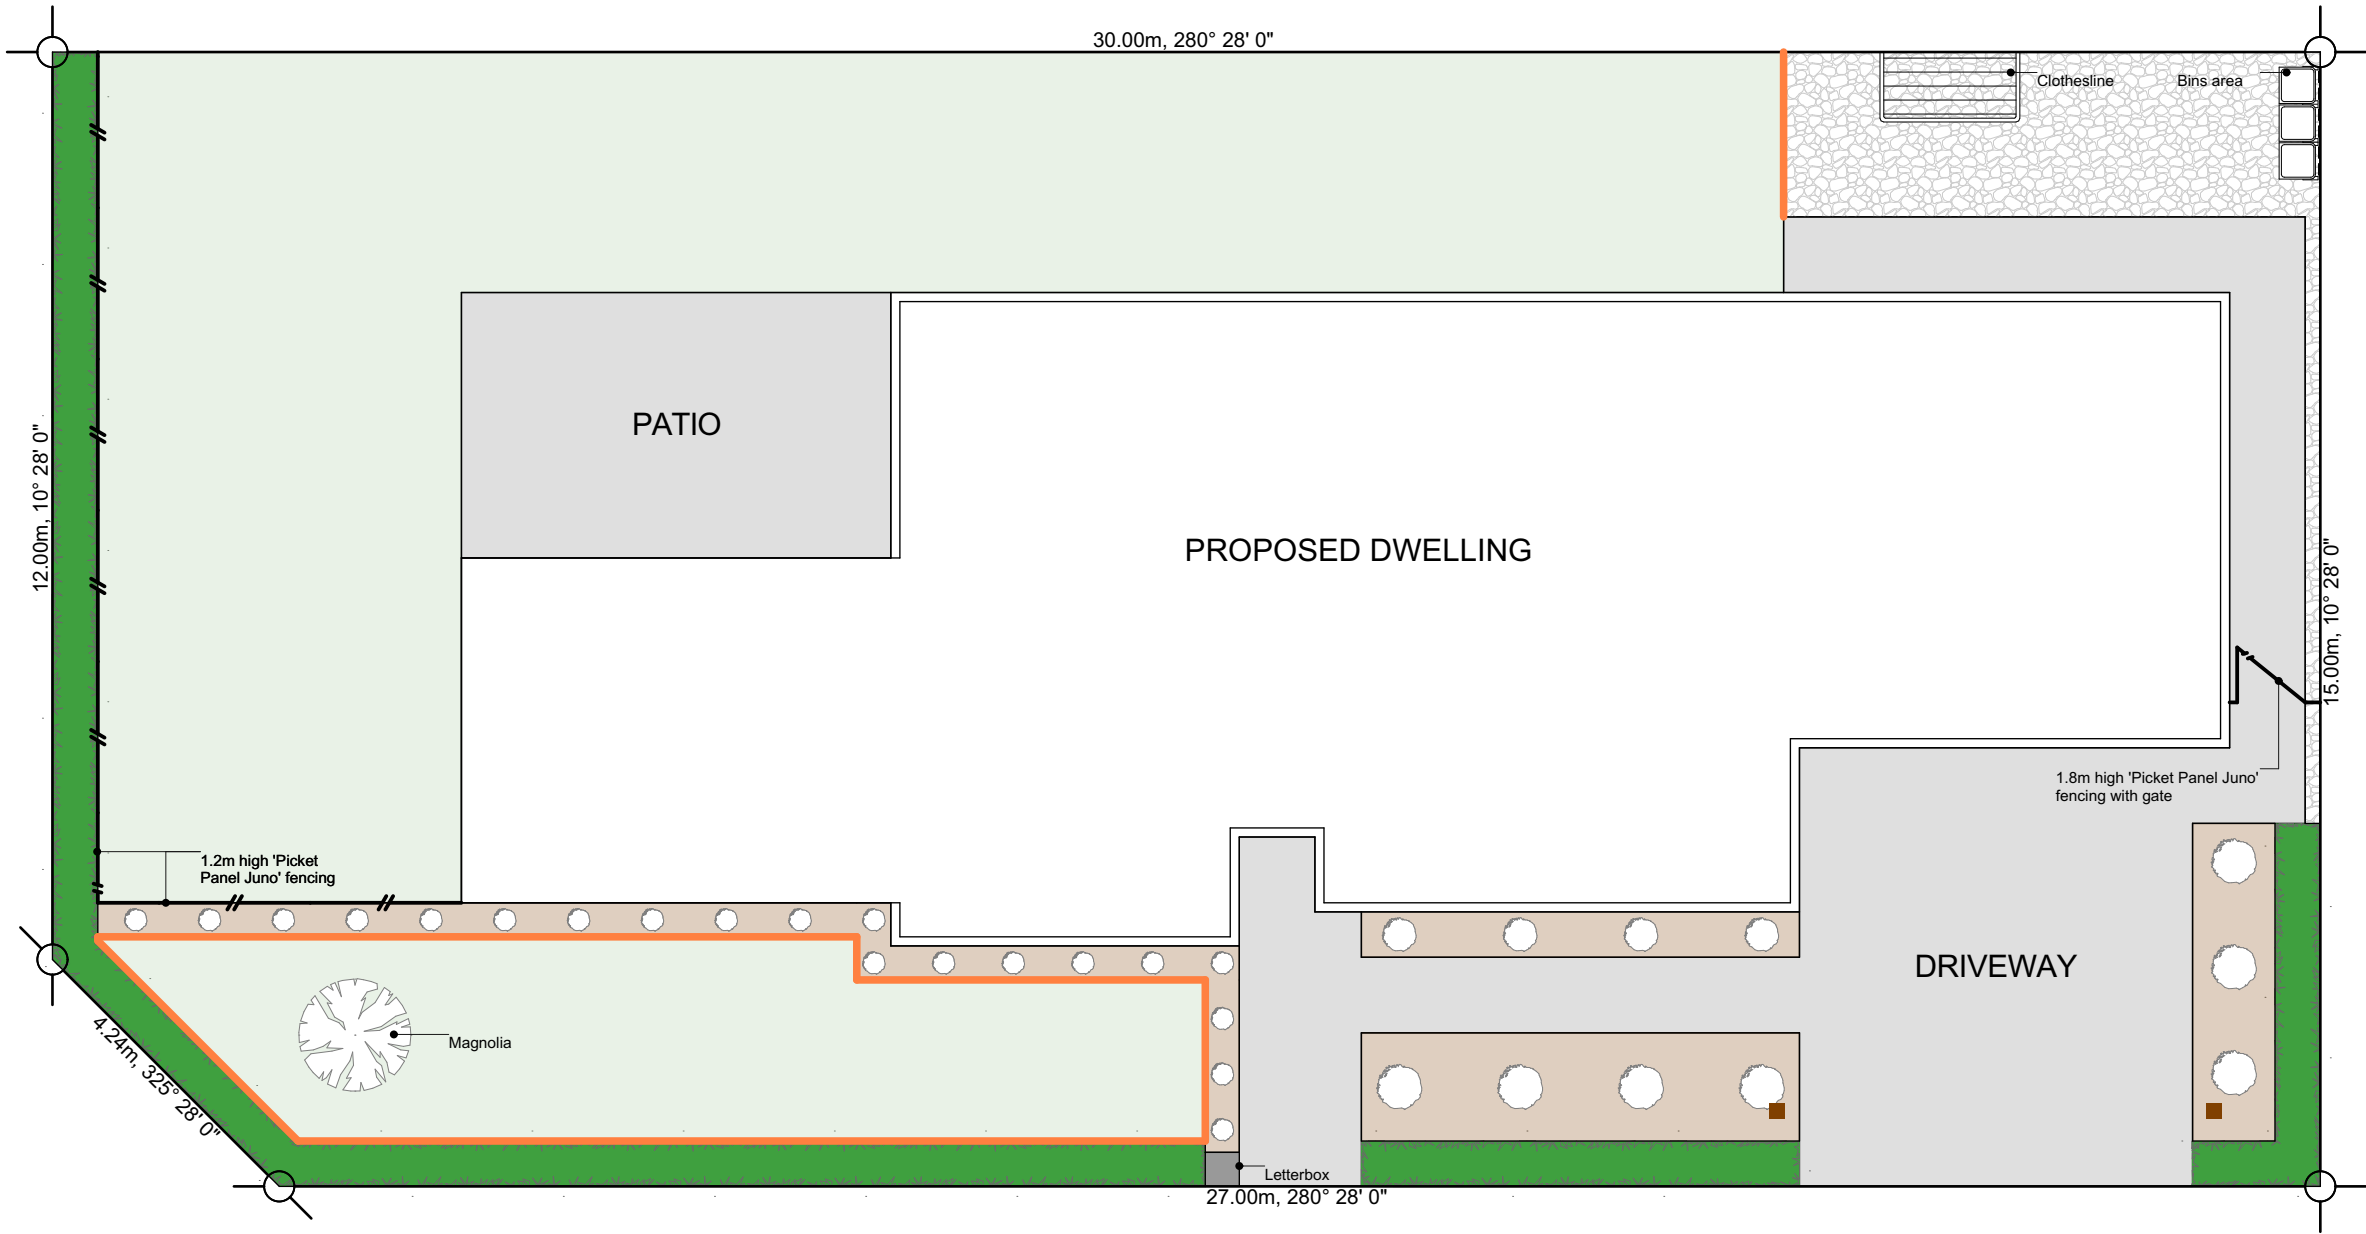 30.00m, 280° 28' 0"
Clothesline
Bins area
PATIO
12.00m, 10° 28' 0"
PROPOSED DWELLING
15.00m, 10° 28' 0"
1.8m high 'Picket Panel Juno'
fencing with gate
1.2m high 'Picket
Panel Juno' fencing
DRIVEWAY
Magnolia
4.24m, 325° 28' 0"
Letterbox
27.00m, 280° 28' 0"